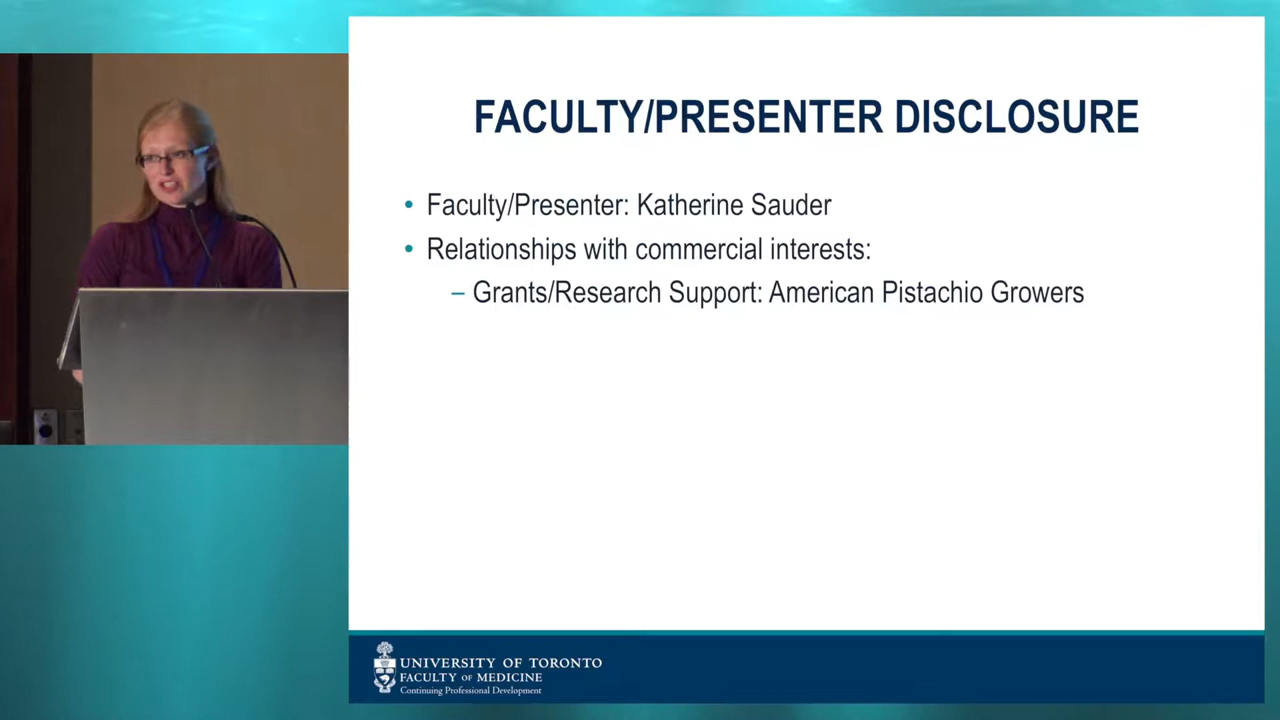 FACULTY/PRESENTER DISCLOSURE
• Faculty/Presenter: Katherine Sauder
• Relationships with commercial interests:
– Grants/Research Support: American Pistachio Growers
UNIVERSITY OF TORONTO
FACULTY OF MEDICINE
Continuing Professional Development